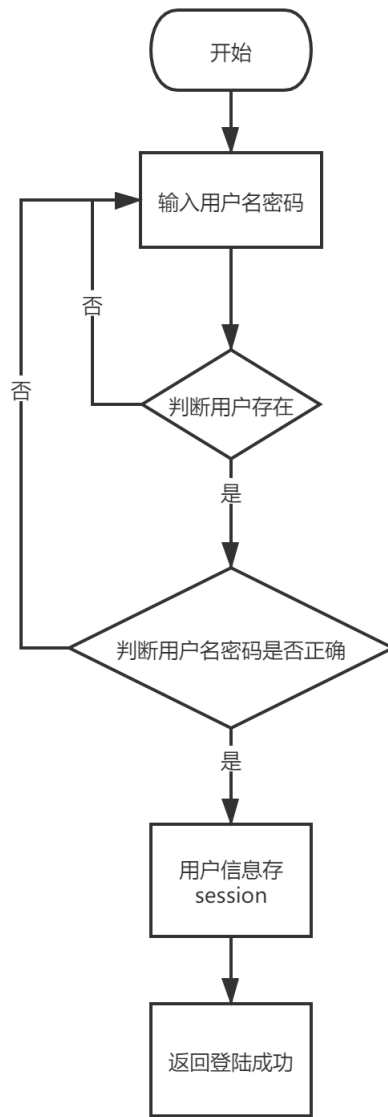 开始
输入用户名密码
否
否
判断用户存在
是
判断用户名密码是否正确
是
用户信息存
session
返回登陆成功